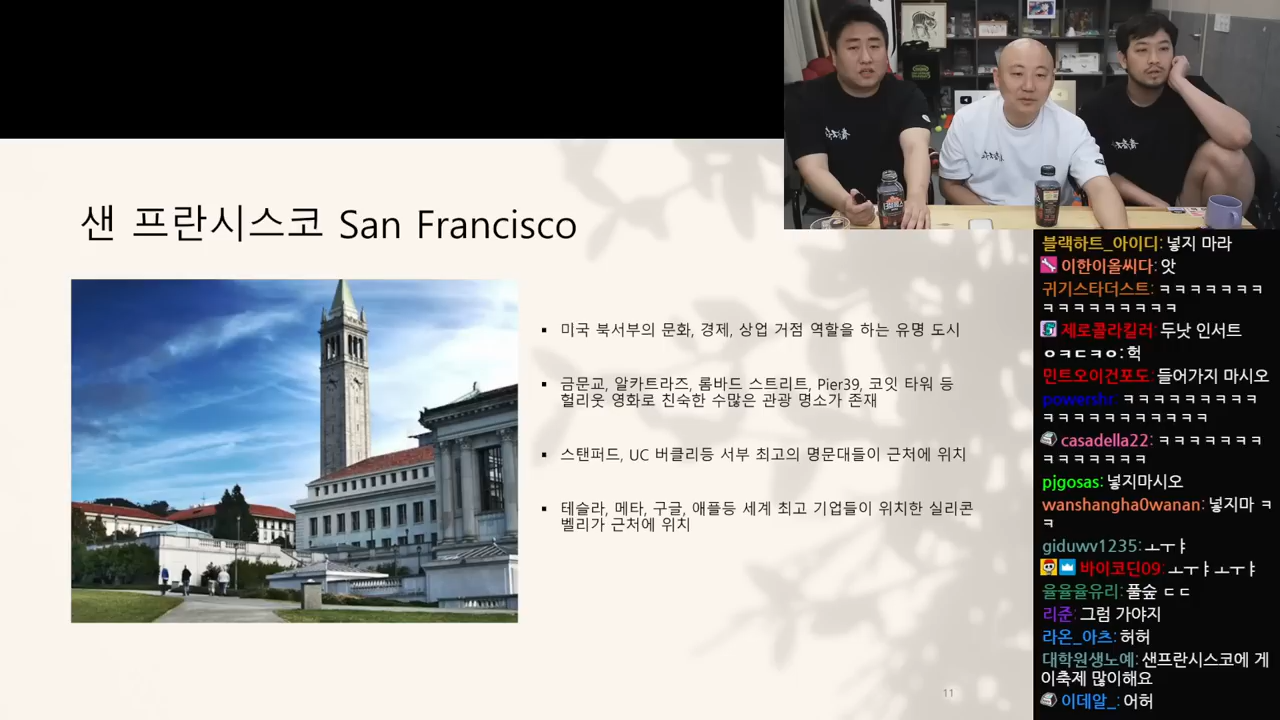 샌 프란시스코 San Francisco
▪ 미국 북서부의 문화, 경제, 상업 거점 역할을 하는 유명 도시
▪ 금문교, 알카트라즈, 롬바드 스트리트, Pier39, 코잇 타워 등
헐리웃 영화로 친숙한 수많은 관광 명소가 존재
▪ 스탠퍼드, UC 버클리등 서부 최고의 명문대들이 근처에 위치
▪ 테슬라, 메타, 구글, 애플등 세계 최고 기업들이 위치한 실리콘
벨리가 근처에 위치
11
블랙하트_아이디: 넣지 마라
이한이올씨다: 앗
귀기스타더스트: ㅋㅋㅋㅋㅋㅋㅋ
ㅋㅋㅋㅋㅋㅋㅋㅋㅋ
제로콜라킬러: 두낫 인서트
ㅇㅋㄷㅋㅇ: 헉
민트오이건포도: 들어가지 마시오
powershr: ㅋㅋㅋㅋㅋㅋㅋㅋㅋ
ㅋㅋㅋㅋㅋㅋㅋㅋㅋㅋㅋ
casadella22: ㅋㅋㅋㅋㅋㅋㅋ
ㅋㅋㅋㅋㅋㅋㅋ
pjgosas: 넣지마시오
wanshangha0wanan: 넣지마 ㅋ
ㅋ
giduwv1235: ㅗㅜㅑ
바이코딘09: ㅗㅜㅑ ㅗㅜㅑ
율율율유리: 풀숲 ㄷㄷ
리준: 그럼 가야지
라온_아츠: 허허
대학원생노예: 샌프란시스코에 게
이축제 많이해요
이데알_: 어허